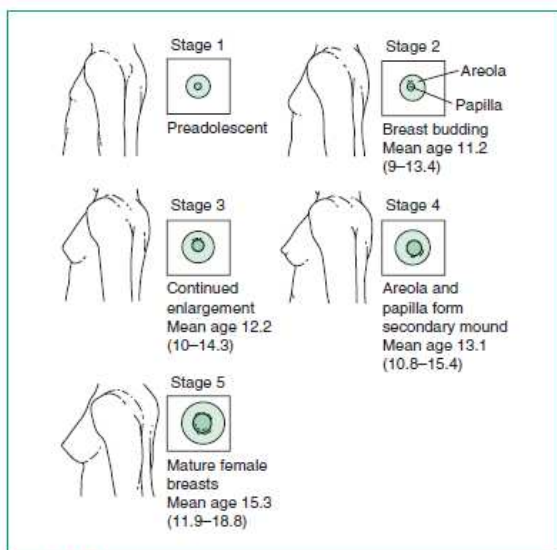 Stage 1
Preadolescent
Stage 2
Areola
Papilla
Breast budding
Mean age 11.2
(9–13.4)
Stage 3
Continued
enlargement
Mean age 12.2
(10–14.3)
Stage 4
Areola and
papilla form
secondary mound
Mean age 13.1
(10.8–15.4)
Stage 5
Mature female
breasts
Mean age 15.3
(11.9–18.8)